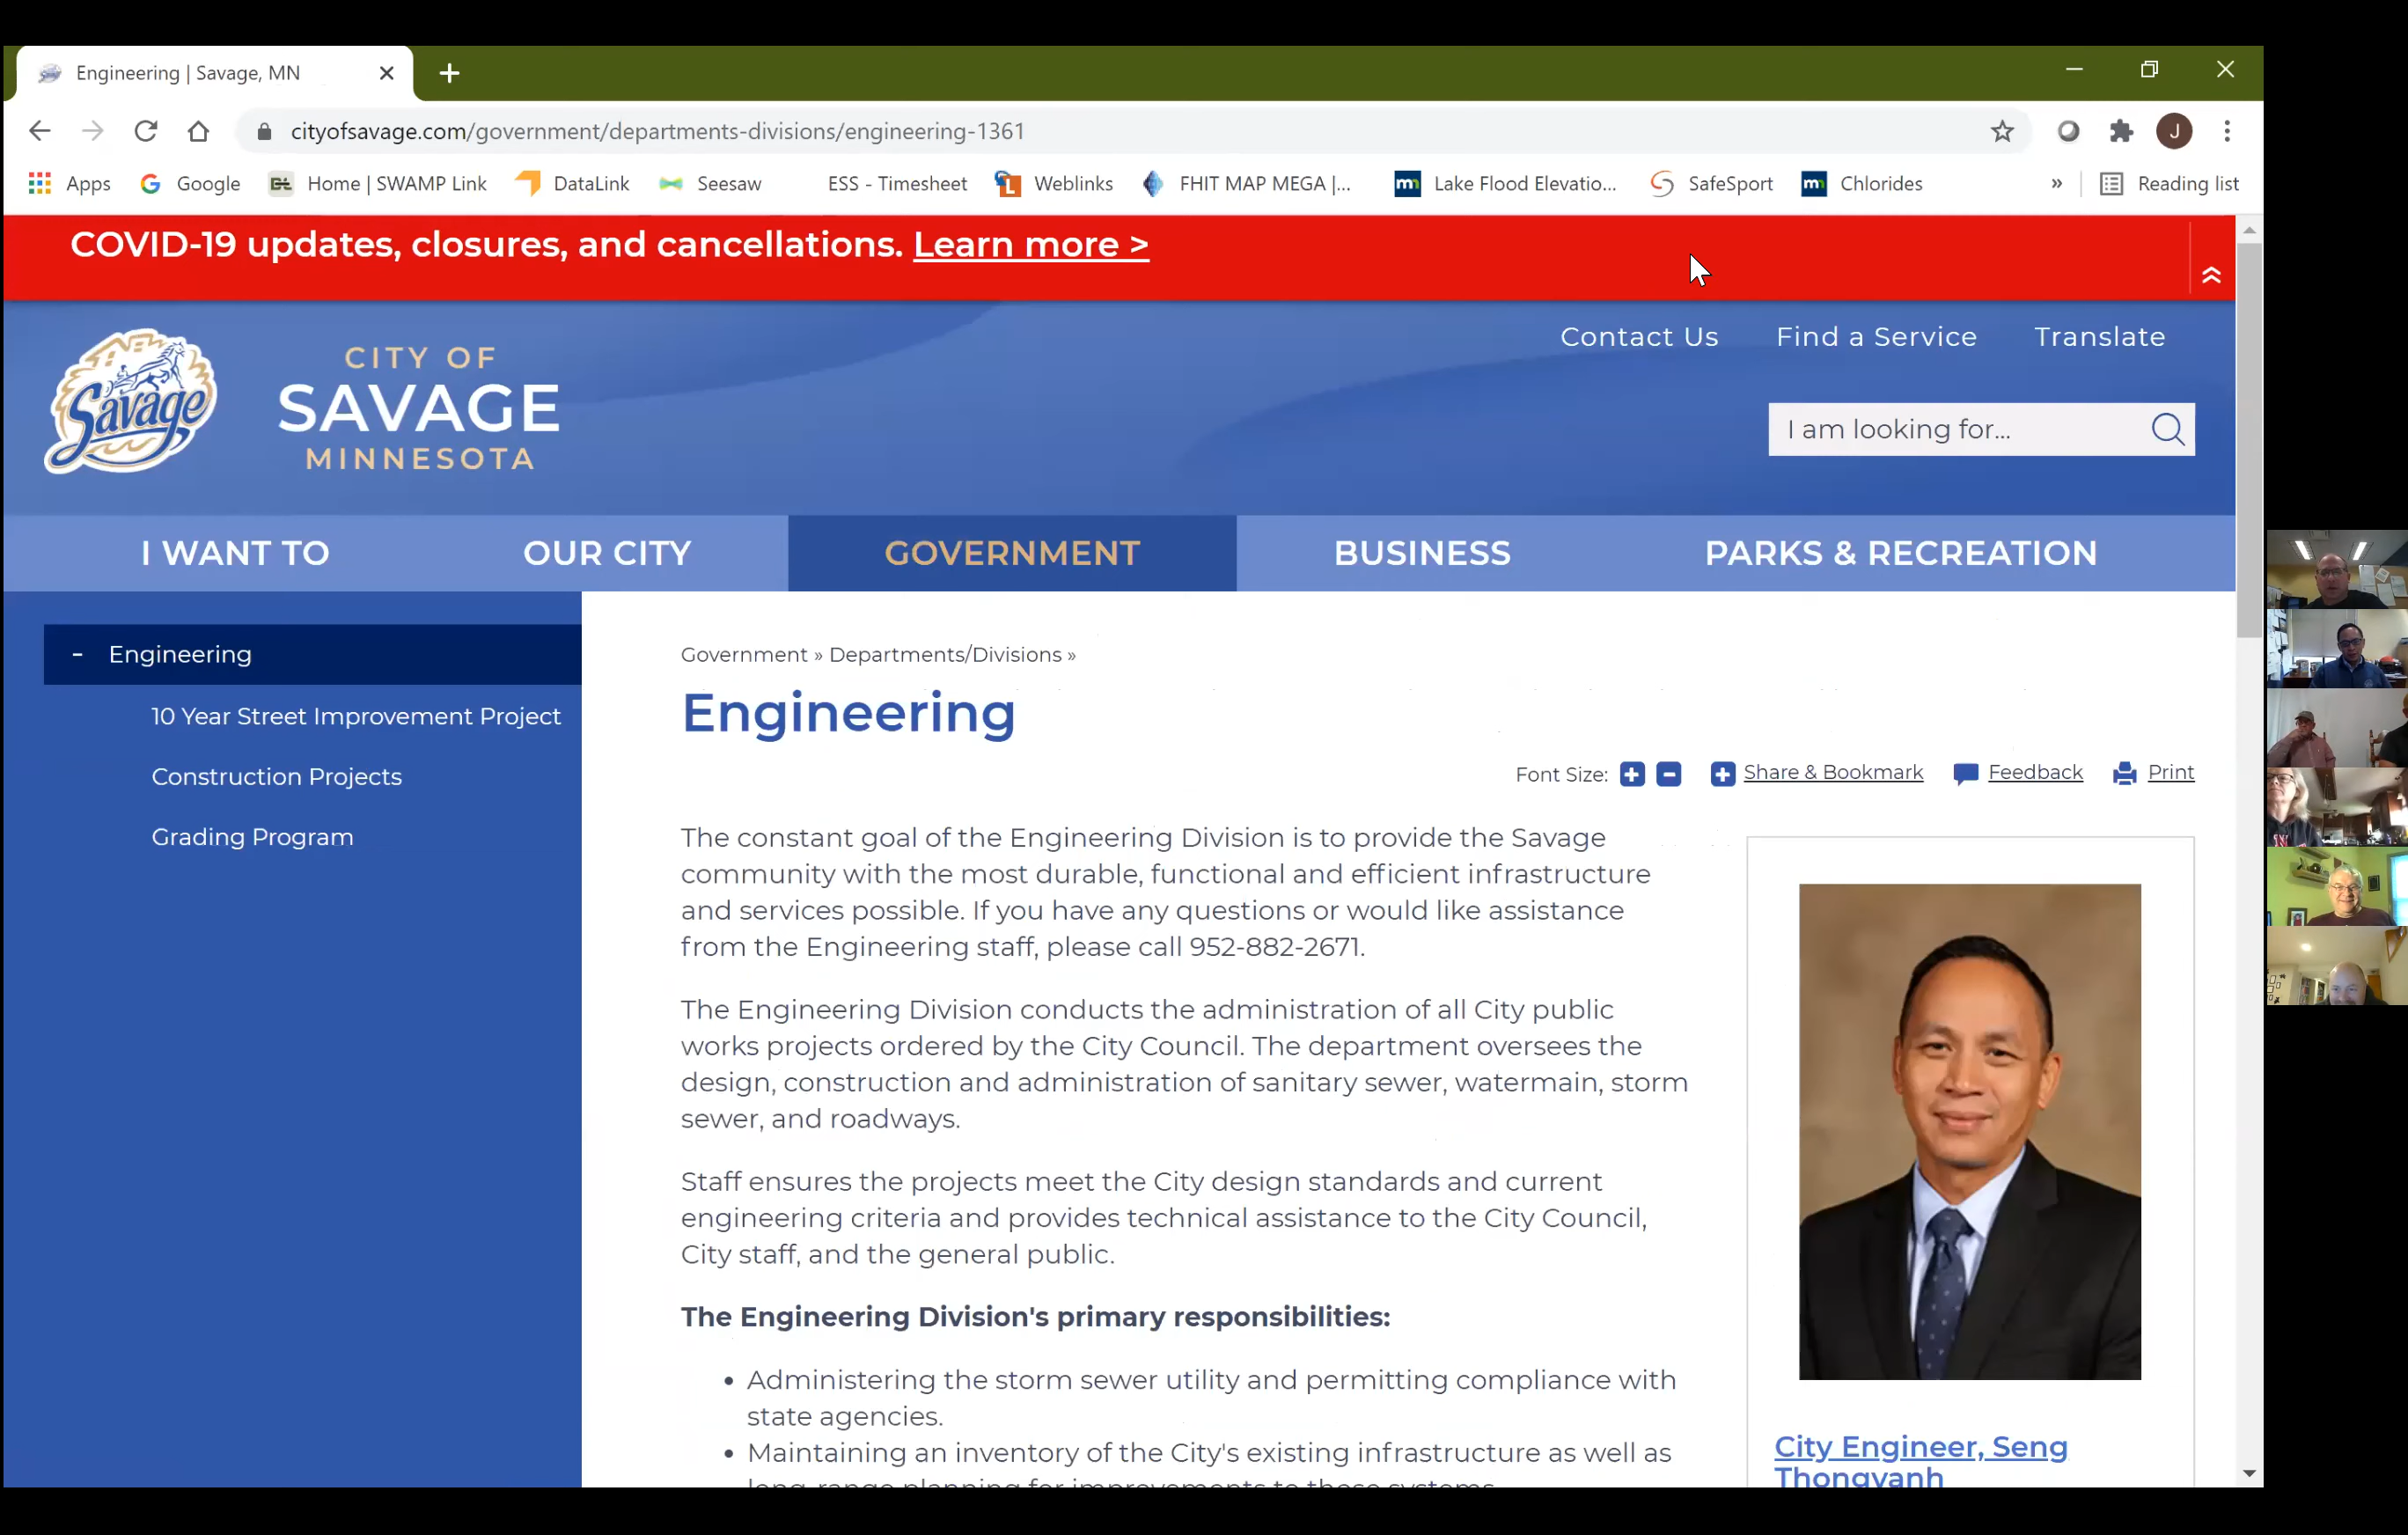 Engineering | Savage, MN
cityofsavage.com/government/departments-divisions/engineering-1361
J
Apps Google Home | SWAMP Link DataLink Seesaw ESS - Timesheet Weblinks FHIT MAP MEGA |... Lake Flood Elevatio... SafeSport Chlorides » Reading list
COVID-19 updates, closures, and cancellations. Learn more >
Contact Us Find a Service Translate
Savage
CITY OF
SAVAGE
MINNESOTA
I am looking for...
I WANT TO OUR CITY GOVERNMENT BUSINESS PARKS & RECREATION
- Engineering
10 Year Street Improvement Project
Construction Projects
Grading Program
Government » Departments/Divisions »
Engineering
Font Size: + - Share & Bookmark Feedback Print
The constant goal of the Engineering Division is to provide the Savage
community with the most durable, functional and efficient infrastructure
and services possible. If you have any questions or would like assistance
from the Engineering staff, please call 952-882-2671.
The Engineering Division conducts the administration of all City public
works projects ordered by the City Council. The department oversees the
design, construction and administration of sanitary sewer, watermain, storm
sewer, and roadways.
Staff ensures the projects meet the City design standards and current
engineering criteria and provides technical assistance to the City Council,
City staff, and the general public.
The Engineering Division's primary responsibilities:
• Administering the storm sewer utility and permitting compliance with
state agencies.
• Maintaining an inventory of the City's existing infrastructure as well as
long-range planning for improvements to these systems.
City Engineer, Seng
Thongvanh